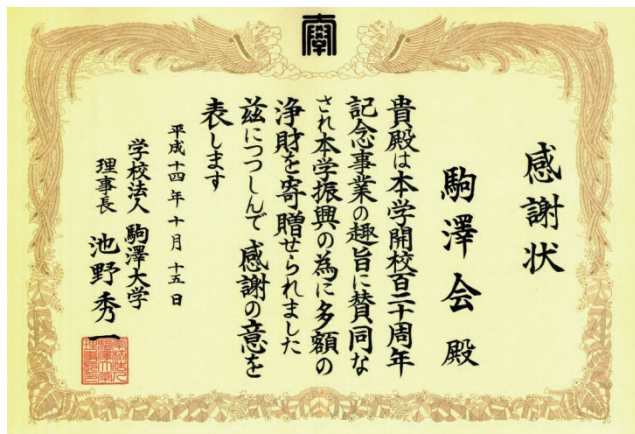 感謝状
駒澤会 殿
貴殿は本学開校百二十周年
記念事業の趣旨に賛同な
され本学振興の為に多額の
浄財を寄贈せられました
茲につつしんで感謝の意を
表します
平成十四年十月十五日
学校法人 駒澤大学
理事長 池野秀一